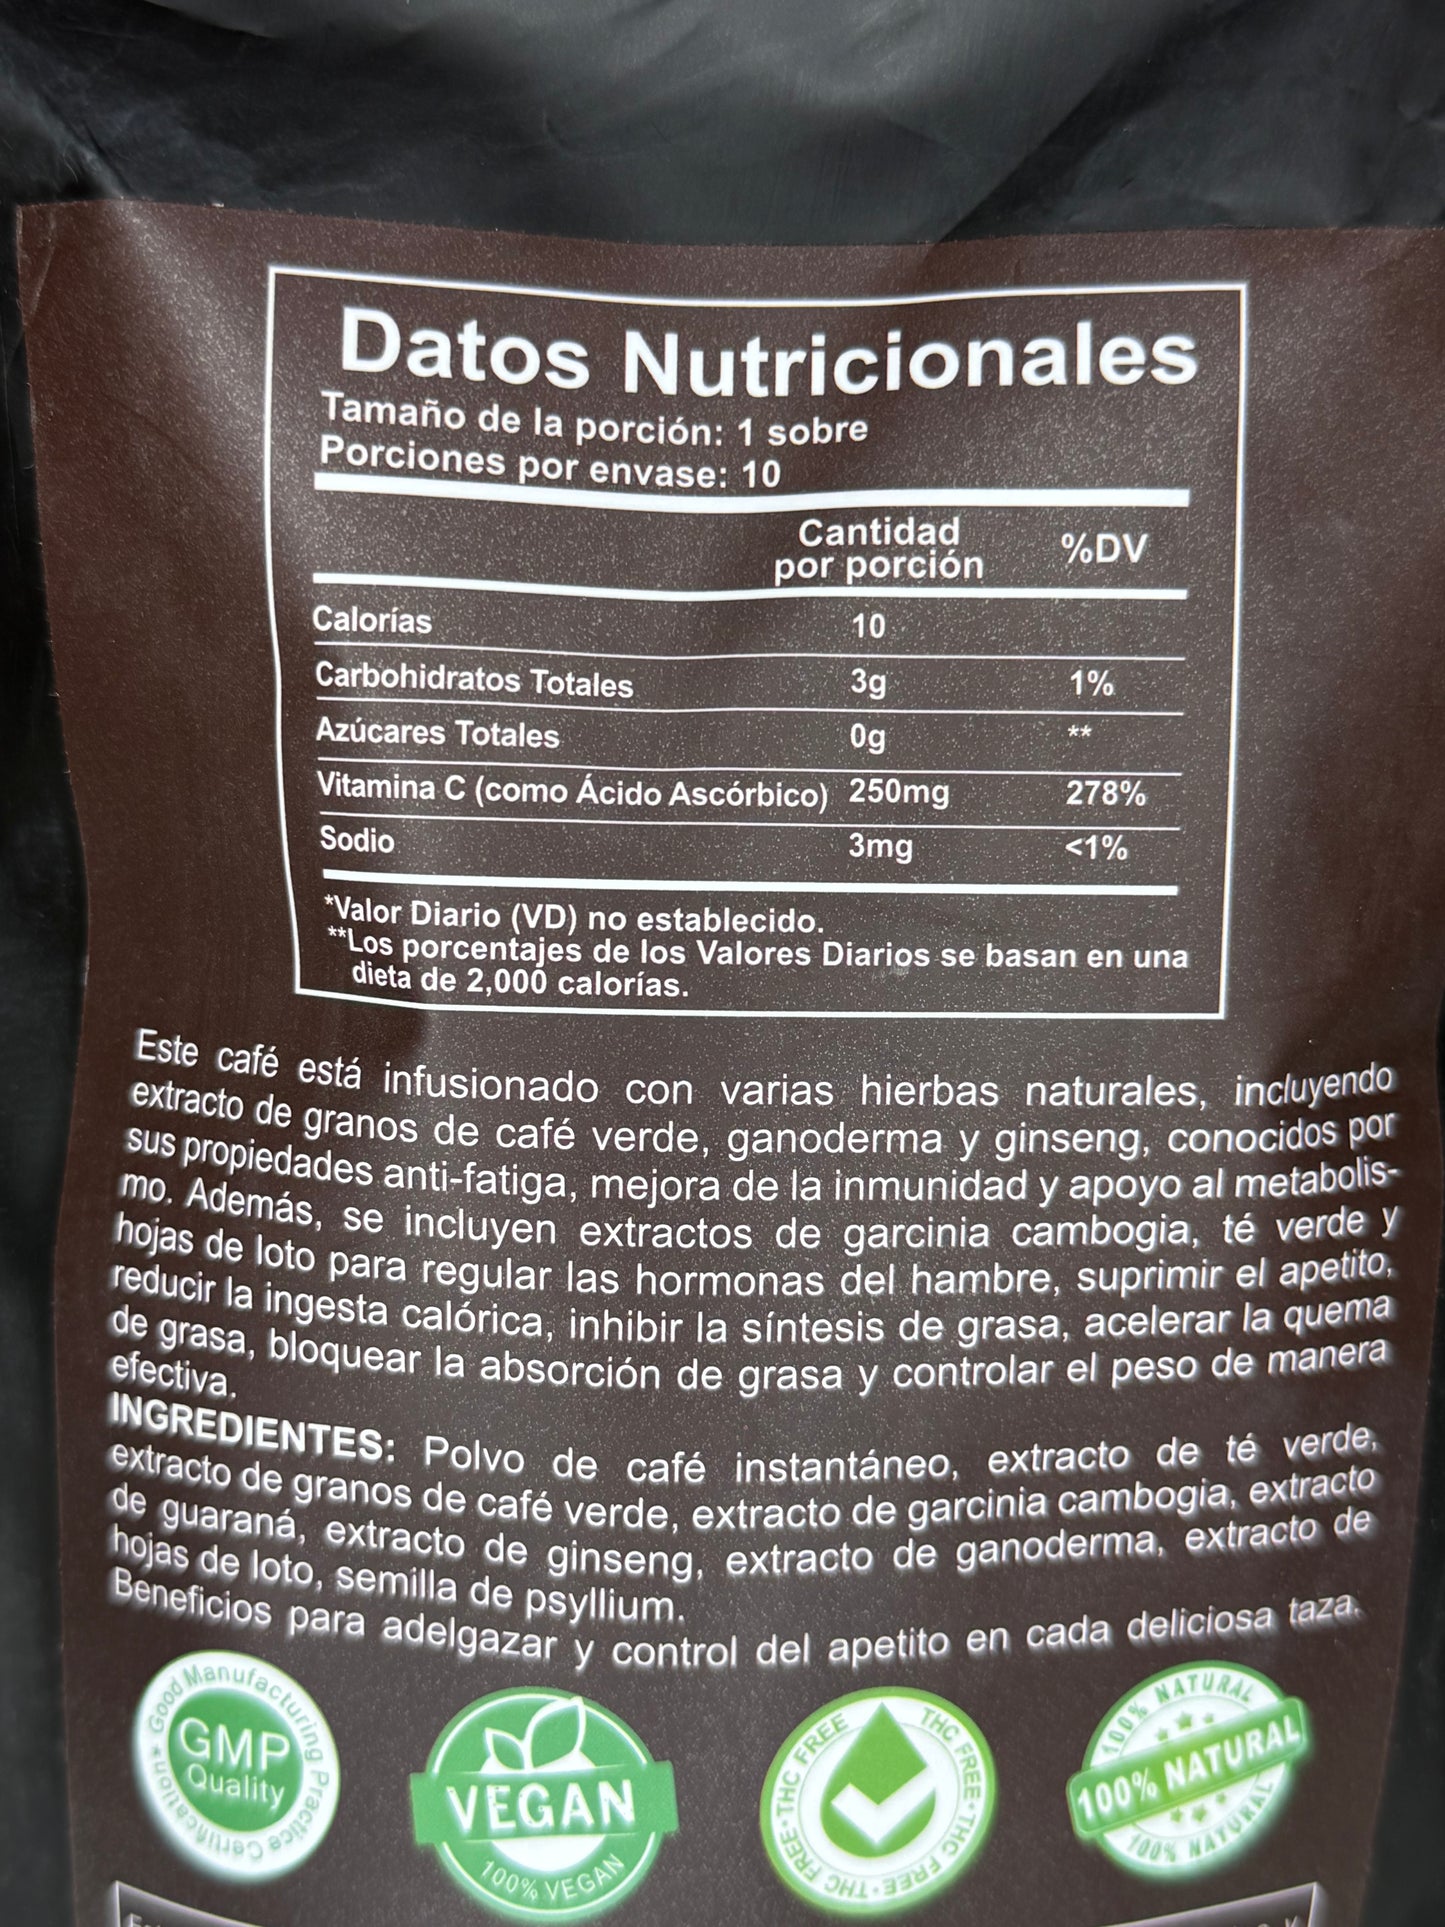 Datos Nutricionales
Tamaño de la porción: 1 sobre
Porciones por envase: 10
Cantidad
por porción
%DV
Calorías 10
Carbohidratos Totales 3g 1%
Azúcares Totales 0g **
Vitamina C (como Ácido Ascórbico) 250mg 278%
Sodio 3mg <1%
*Valor Diario (VD) no establecido.
**Los porcentajes de los Valores Diarios se basan en una
dieta de 2,000 calorías.
Este café está infusionado con varias hierbas naturales, incluyendo
extracto de granos de café verde, ganoderma y ginseng, conocidos por
sus propiedades anti-fatiga, mejora de la inmunidad y apoyo al metabolis-
mo. Además, se incluyen extractos de garcinia cambogia, té verde y
hojas de loto para regular las hormonas del hambre, suprimir el apetito,
reducir la ingesta calórica, inhibir la síntesis de grasa, acelerar la quema
de grasa, bloquear la absorción de grasa y controlar el peso de manera
efectiva.
INGREDIENTES: Polvo de café instantáneo, extracto de té verde,
extracto de granos de café verde, extracto de garcinia cambogia, extracto
de guaraná, extracto de ginseng, extracto de ganoderma, extracto de
hojas de loto, semilla de psyllium.
Beneficios para adelgazar y control del apetito en cada deliciosa taza.
Good Manufacturing Practice Certification
GMP
Quality
VEGAN
100% VEGAN
THC FREE•THC FREE•THC FREE•THC FREE
100% NATURAL
100% NATURAL
100% NATURAL